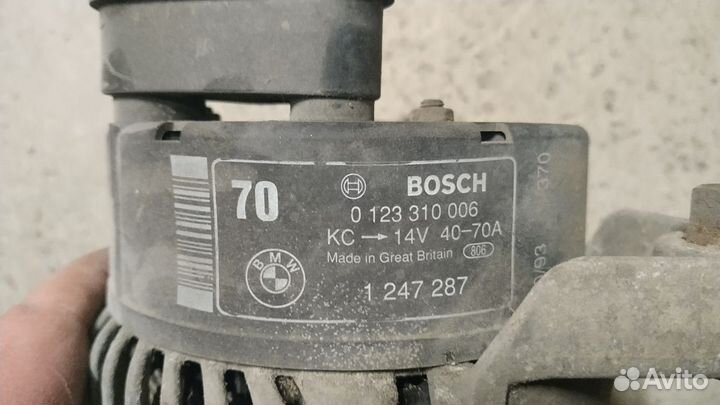 70
BOSCH
0 123 310 006
KC → 14V 40-70A
Made in Great Britain 806
BMW
1 247 287
370
/93
Avito